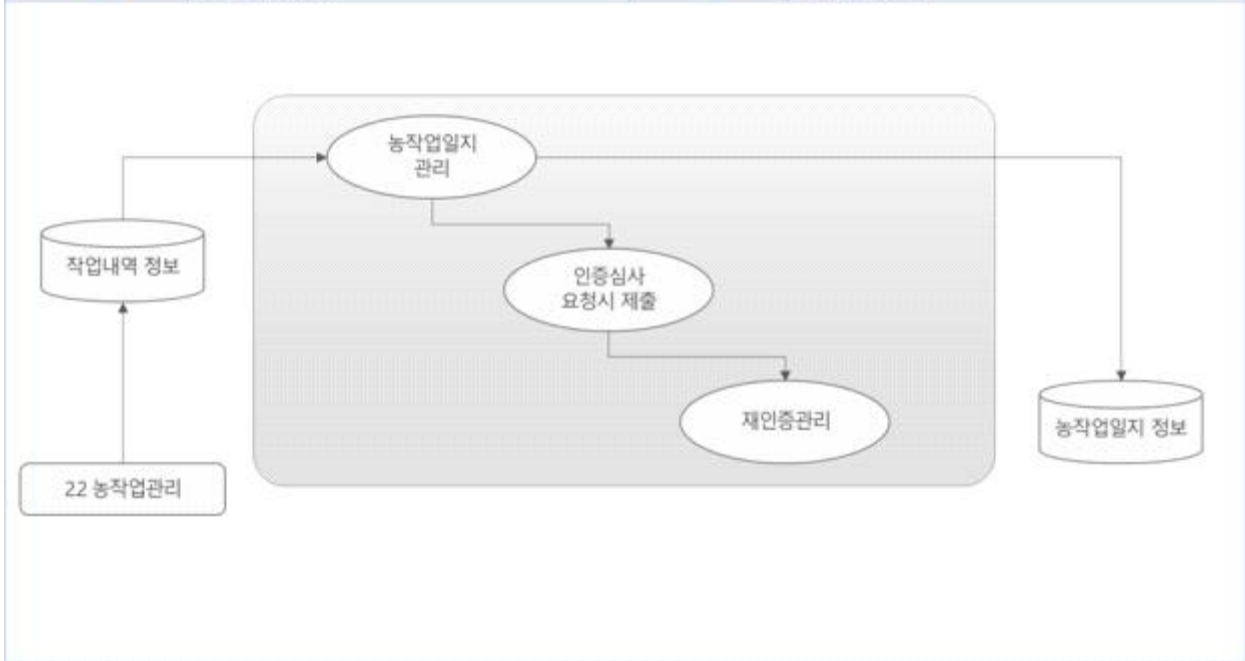 농작업일지
관리
작업내역 정보
인증심사
요청시 제출
재인증관리
농작업일지 정보
22 농작업관리